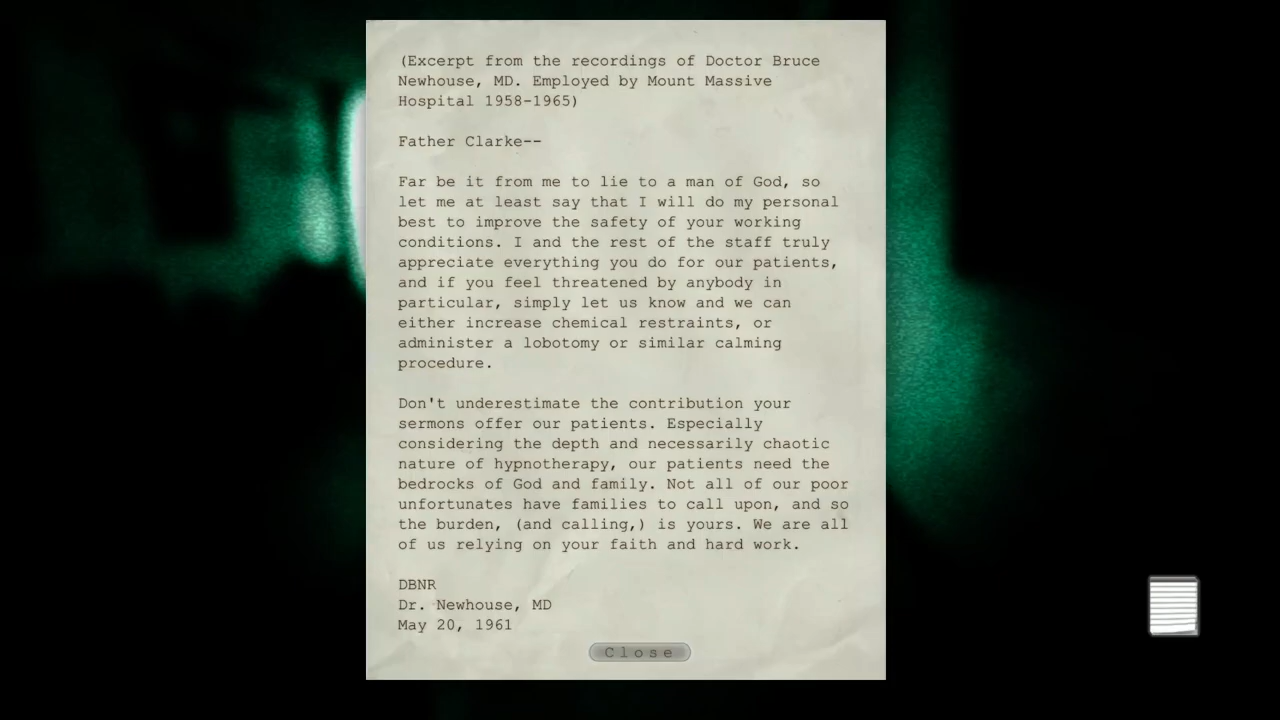 (Excerpt from the recordings of Doctor Bruce
Newhouse, MD. Employed by Mount Massive
Hospital 1958-1965)
Father Clarke--
Far be it from me to lie to a man of God, so
let me at least say that I will do my personal
best to improve the safety of your working
conditions. I and the rest of the staff truly
appreciate everything you do for our patients,
and if you feel threatened by anybody in
particular, simply let us know and we can
either increase chemical restraints, or
administer a lobotomy or similar calming
procedure.
Don't underestimate the contribution your
sermons offer our patients. Especially
considering the depth and necessarily chaotic
nature of hypnotherapy, our patients need the
bedrocks of God and family. Not all of our poor
unfortunates have families to call upon, and so
the burden, (and calling,) is yours. We are all
of us relying on your faith and hard work.
DBNR
Dr. Newhouse, MD
May 20, 1961
Close